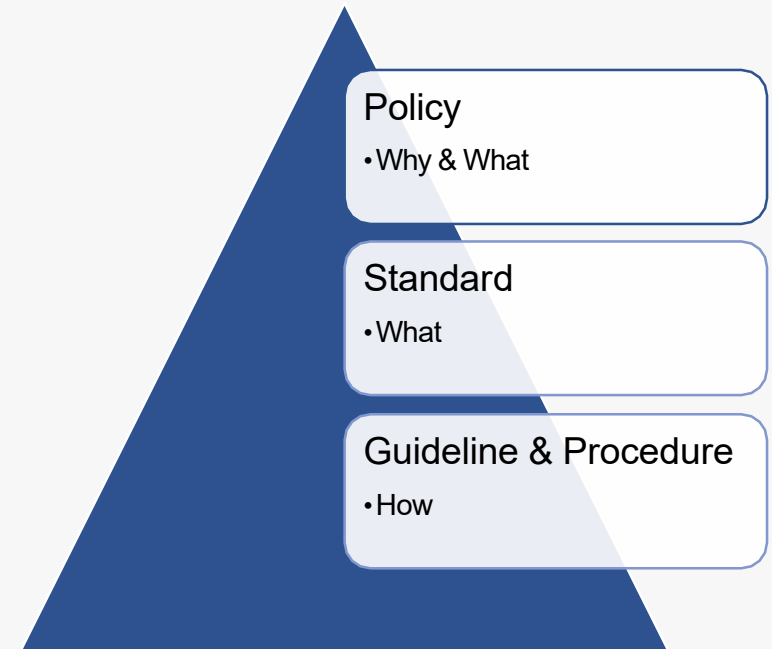 Policy
•Why & What
Standard
•What
Guideline & Procedure
•How